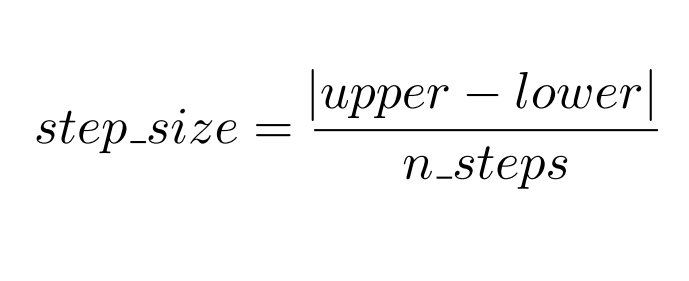 step_size = |upper − lower| / n_steps